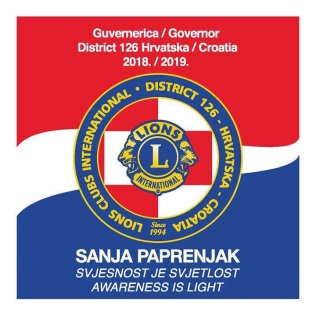 Guvernerica / Governor
District 126 Hrvatska / Croatia
2018. / 2019.
LIONS CLUBS INTERNATIONAL · DISTRICT 126 - HRVATSKA - CROATIA
LIONS
L
INTERNATIONAL
Since
1994
SANJA PAPRENJAK
SVJESNOST JE SVJETLOST
AWARENESS IS LIGHT